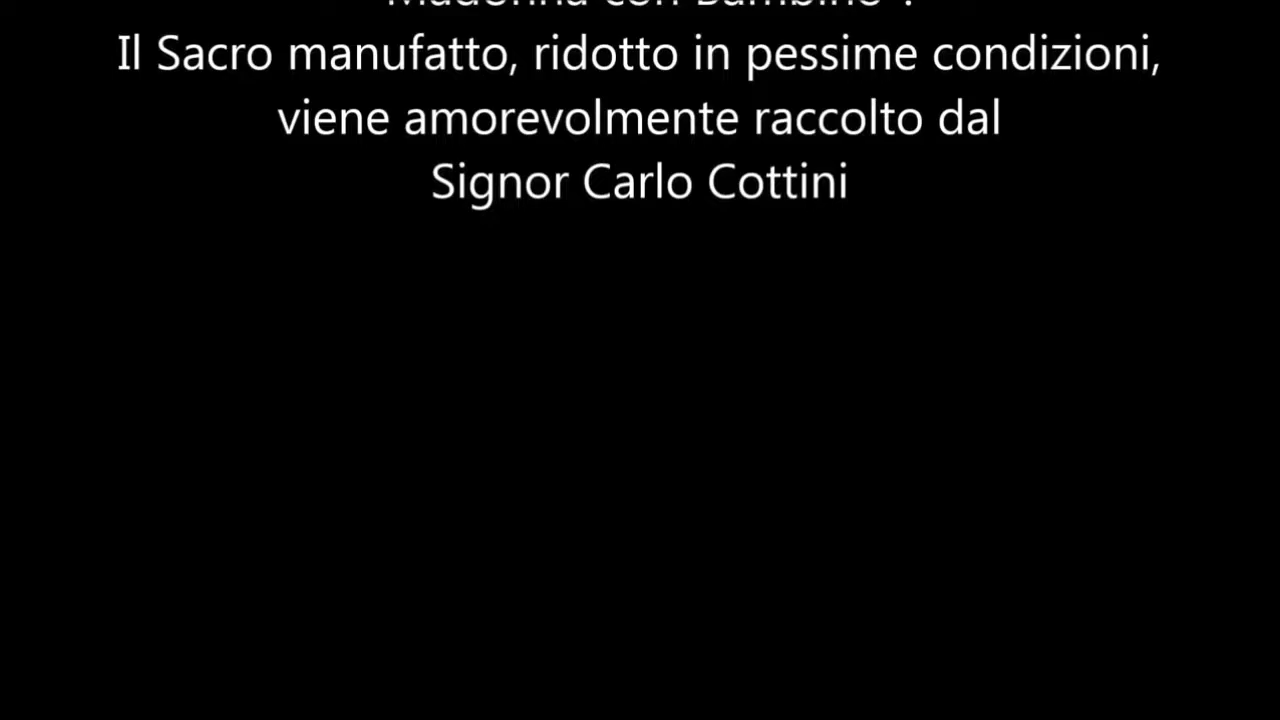 Madonna con Bambino".
Il Sacro manufatto, ridotto in pessime condizioni,
viene amorevolmente raccolto dal
Signor Carlo Cottini